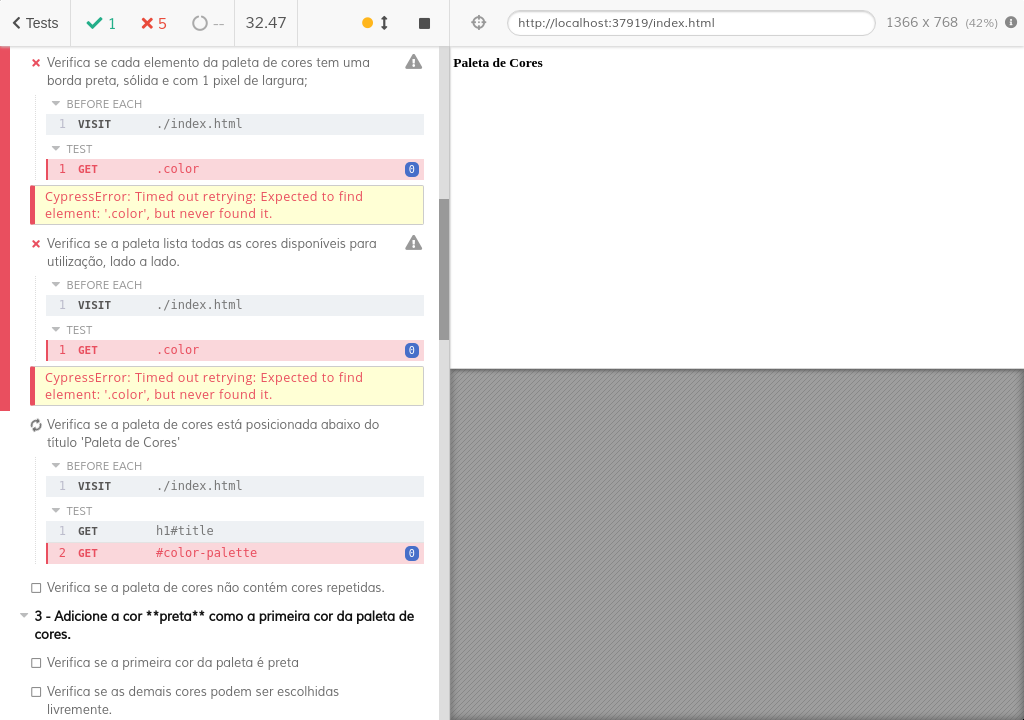 Tests
1
5
--
32.47
http://localhost:37919/index.html
1366 x 768 (42%)
Verifica se cada elemento da paleta de cores tem uma
borda preta, sólida e com 1 pixel de largura;
BEFORE EACH
1 VISIT ./index.html
TEST
1 GET .color 0
CypressError: Timed out retrying: Expected to find
element: '.color', but never found it.
Verifica se a paleta lista todas as cores disponíveis para
utilização, lado a lado.
BEFORE EACH
1 VISIT ./index.html
TEST
1 GET .color 0
CypressError: Timed out retrying: Expected to find
element: '.color', but never found it.
Verifica se a paleta de cores está posicionada abaixo do
título 'Paleta de Cores'
BEFORE EACH
1 VISIT ./index.html
TEST
1 GET h1#title
2 GET #color-palette 0
Verifica se a paleta de cores não contém cores repetidas.
3 - Adicione a cor **preta** como a primeira cor da paleta de
cores.
Verifica se a primeira cor da paleta é preta
Verifica se as demais cores podem ser escolhidas
livremente.
Paleta de Cores